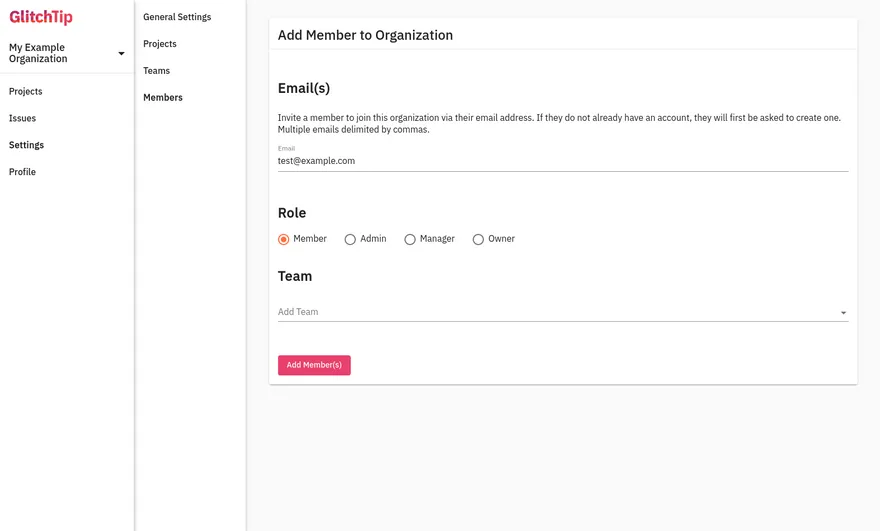 GlitchTip
My Example
Organization
Projects
Issues
Settings
Profile
General Settings
Projects
Teams
Members
Add Member to Organization
Email(s)
Invite a member to join this organization via their email address. If they do not already have an account, they will first be asked to create one.
Multiple emails delimited by commas.
Email
test@example.com
Role
Member Admin Manager Owner
Team
Add Team
Add Member(s)